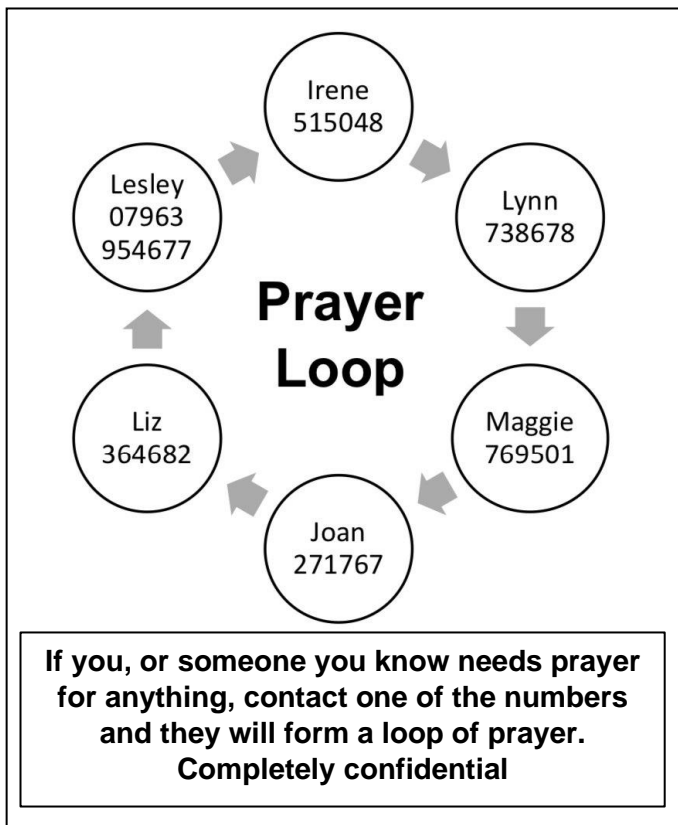 Irene
515048
Lynn
738678
Maggie
769501
Joan
271767
Liz
364682
Lesley
07963
954677
Prayer
Loop
If you, or someone you know needs prayer
for anything, contact one of the numbers
and they will form a loop of prayer.
Completely confidential